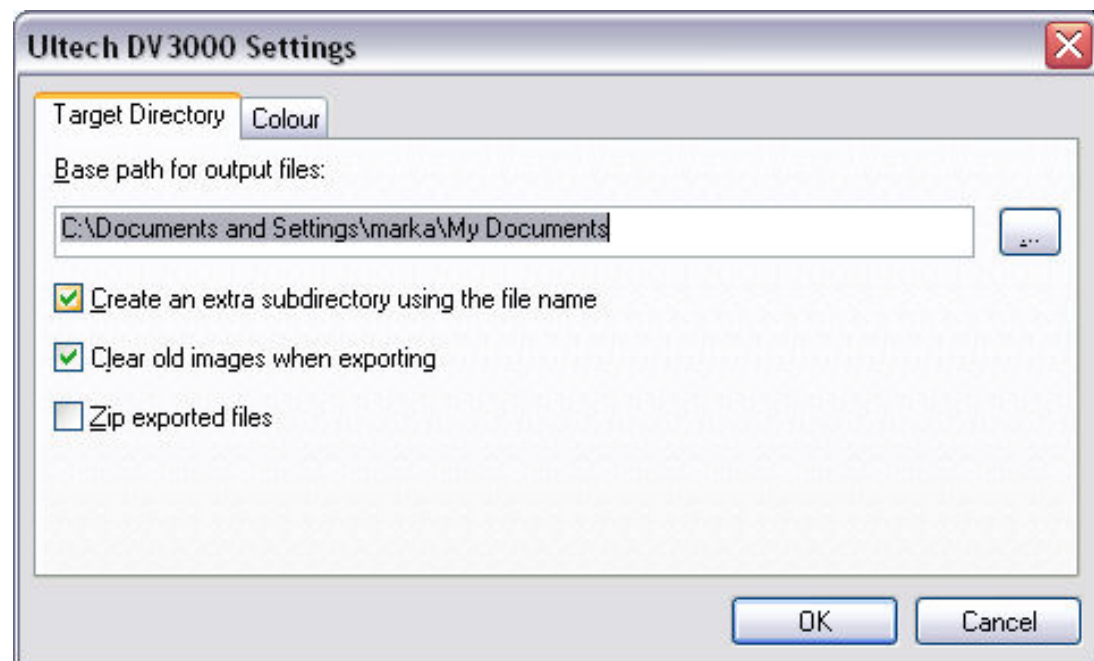 Ultech DV3000 Settings
Target Directory
Colour
Base path for output files:
C:\Documents and Settings\marka\My Documents
...
Create an extra subdirectory using the file name
Clear old images when exporting
Zip exported files
OK
Cancel